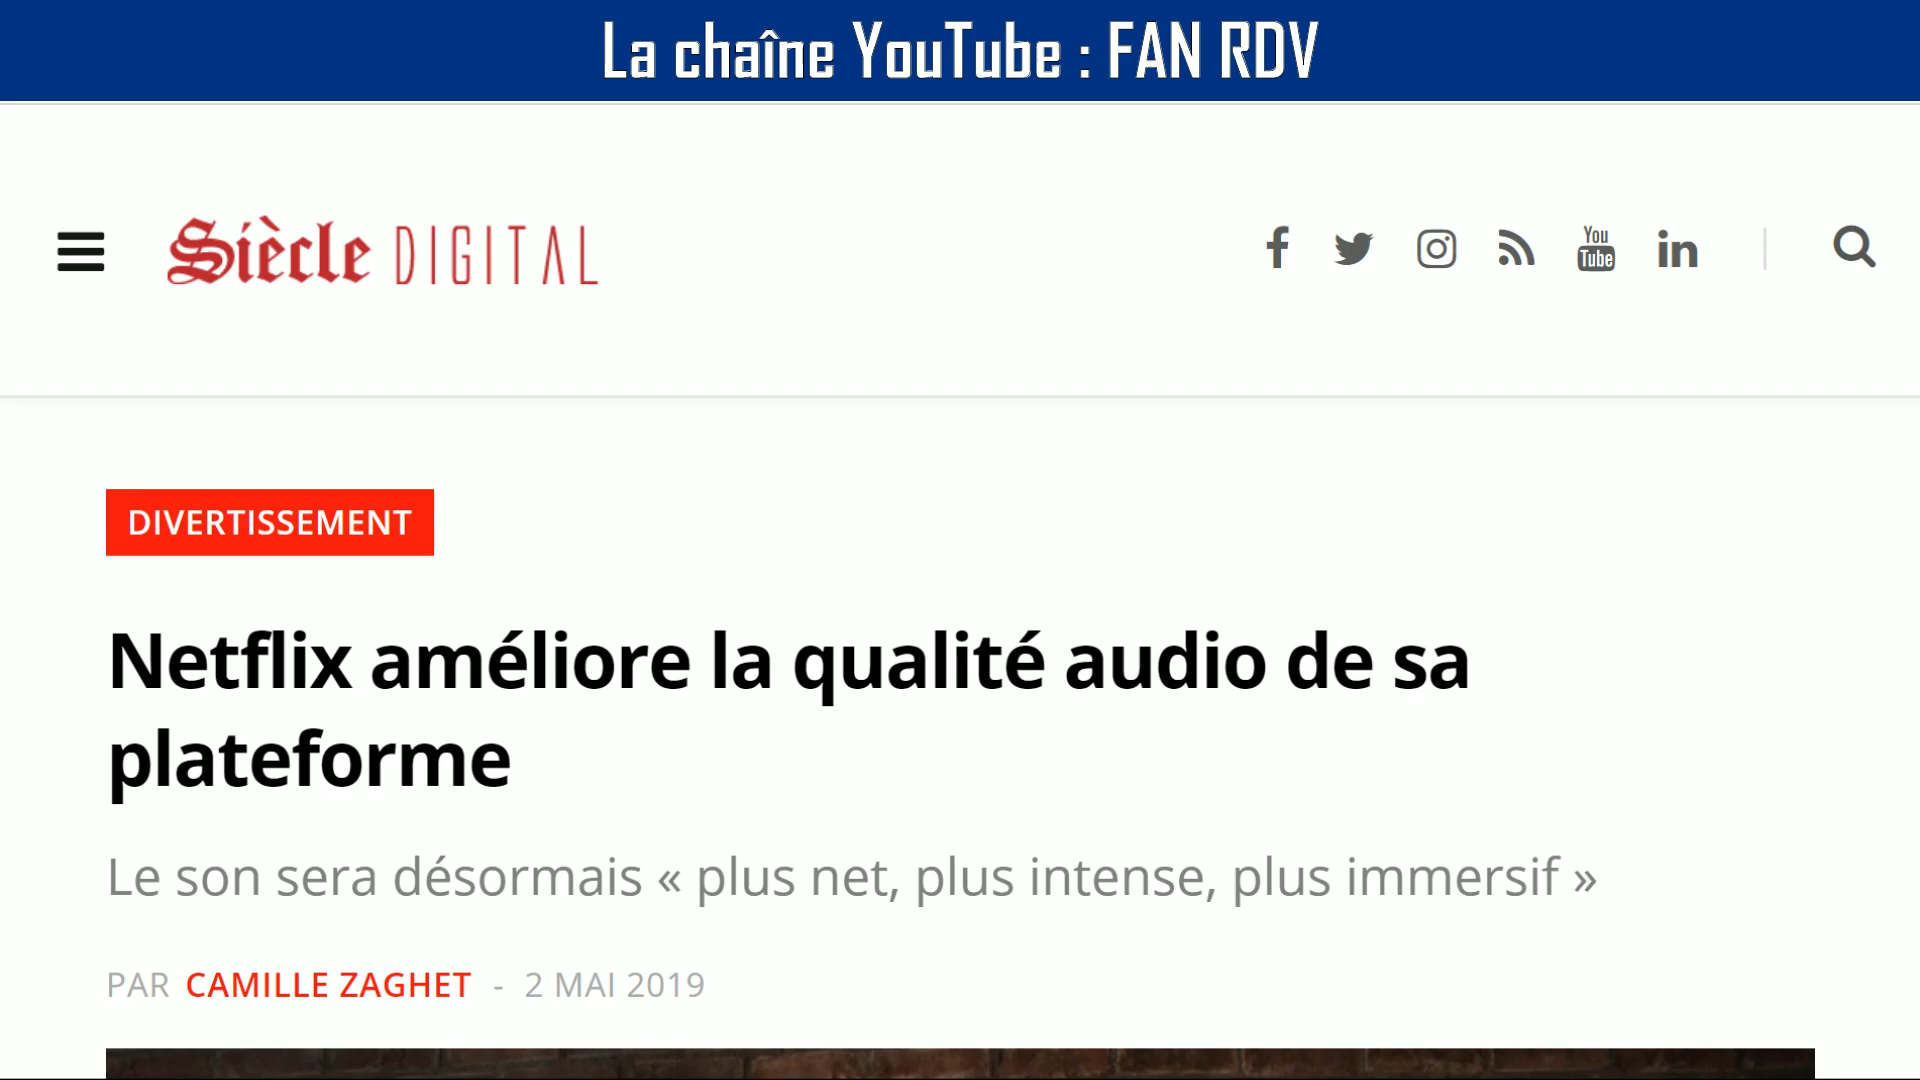 La chaîne YouTube : FAN RDV
Siècle DIGITAL
You
Tube
in
DIVERTISSEMENT
Netflix améliore la qualité audio de sa
plateforme
Le son sera désormais « plus net, plus intense, plus immersif »
PAR CAMILLE ZAGHET - 2 MAI 2019